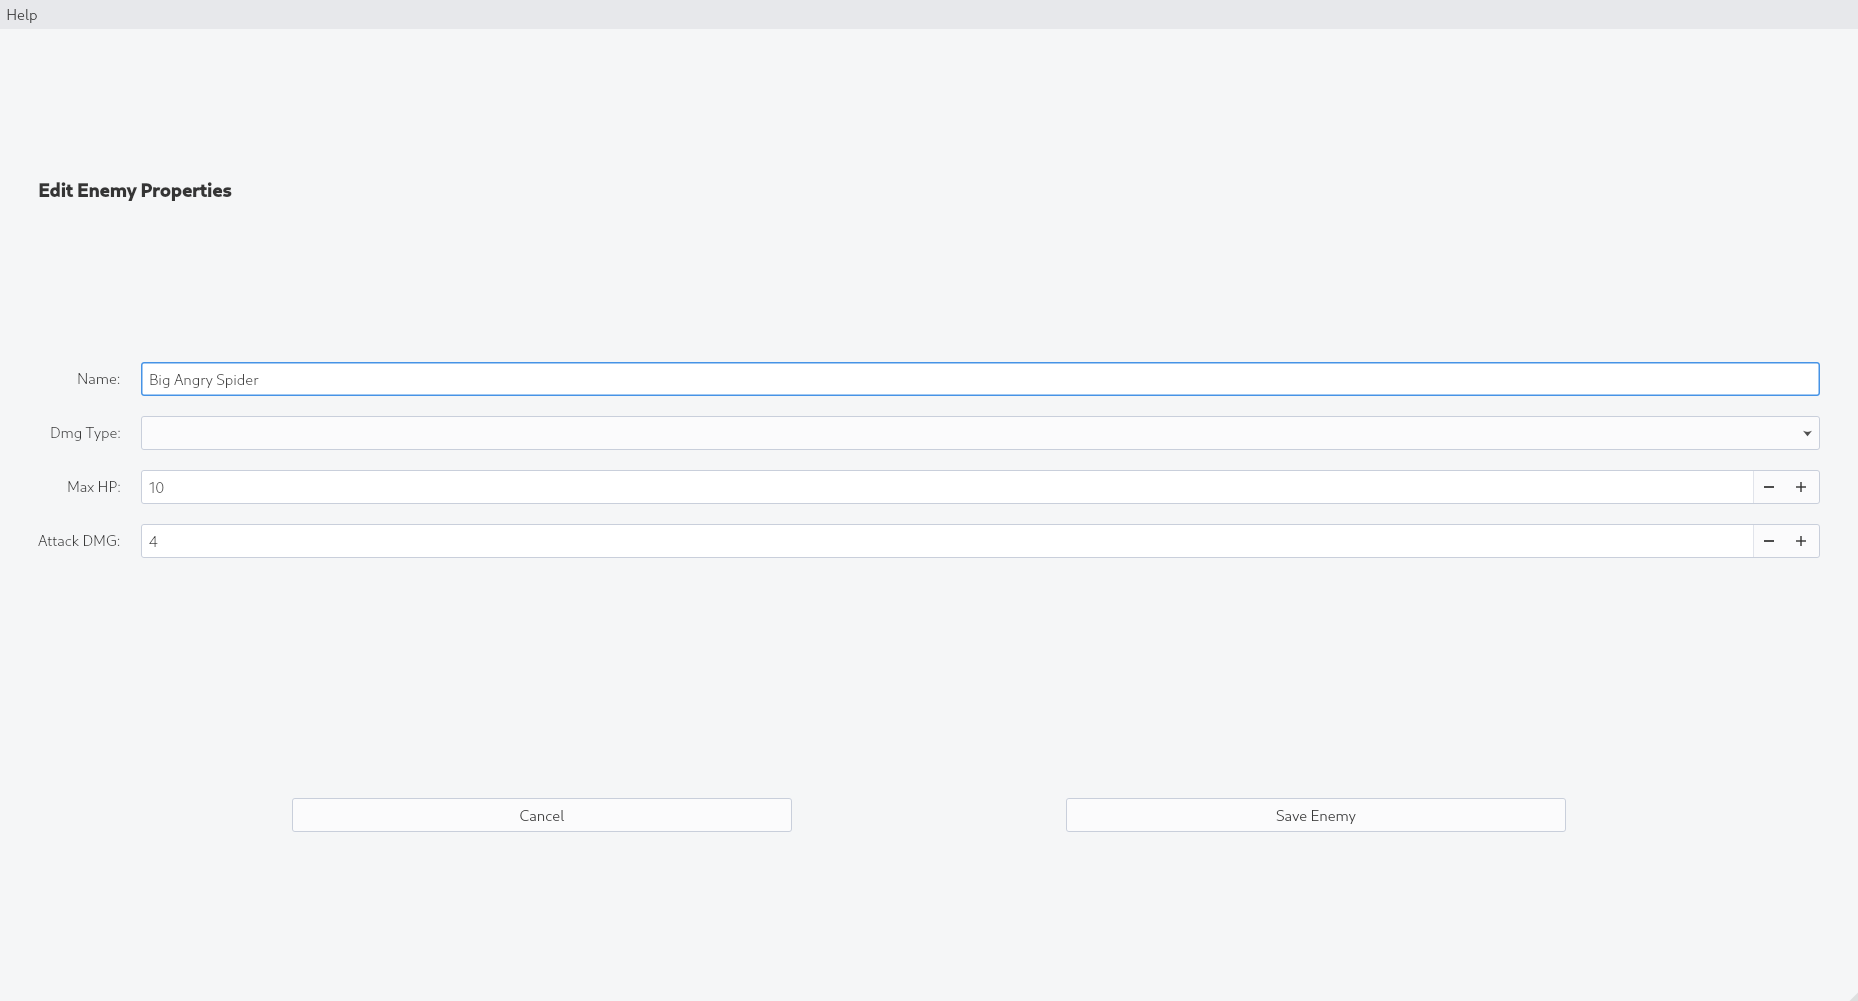 Help
Edit Enemy Properties
Name: Big Angry Spider
Dmg Type:
Max HP: 10
Attack DMG: 4
Cancel Save Enemy